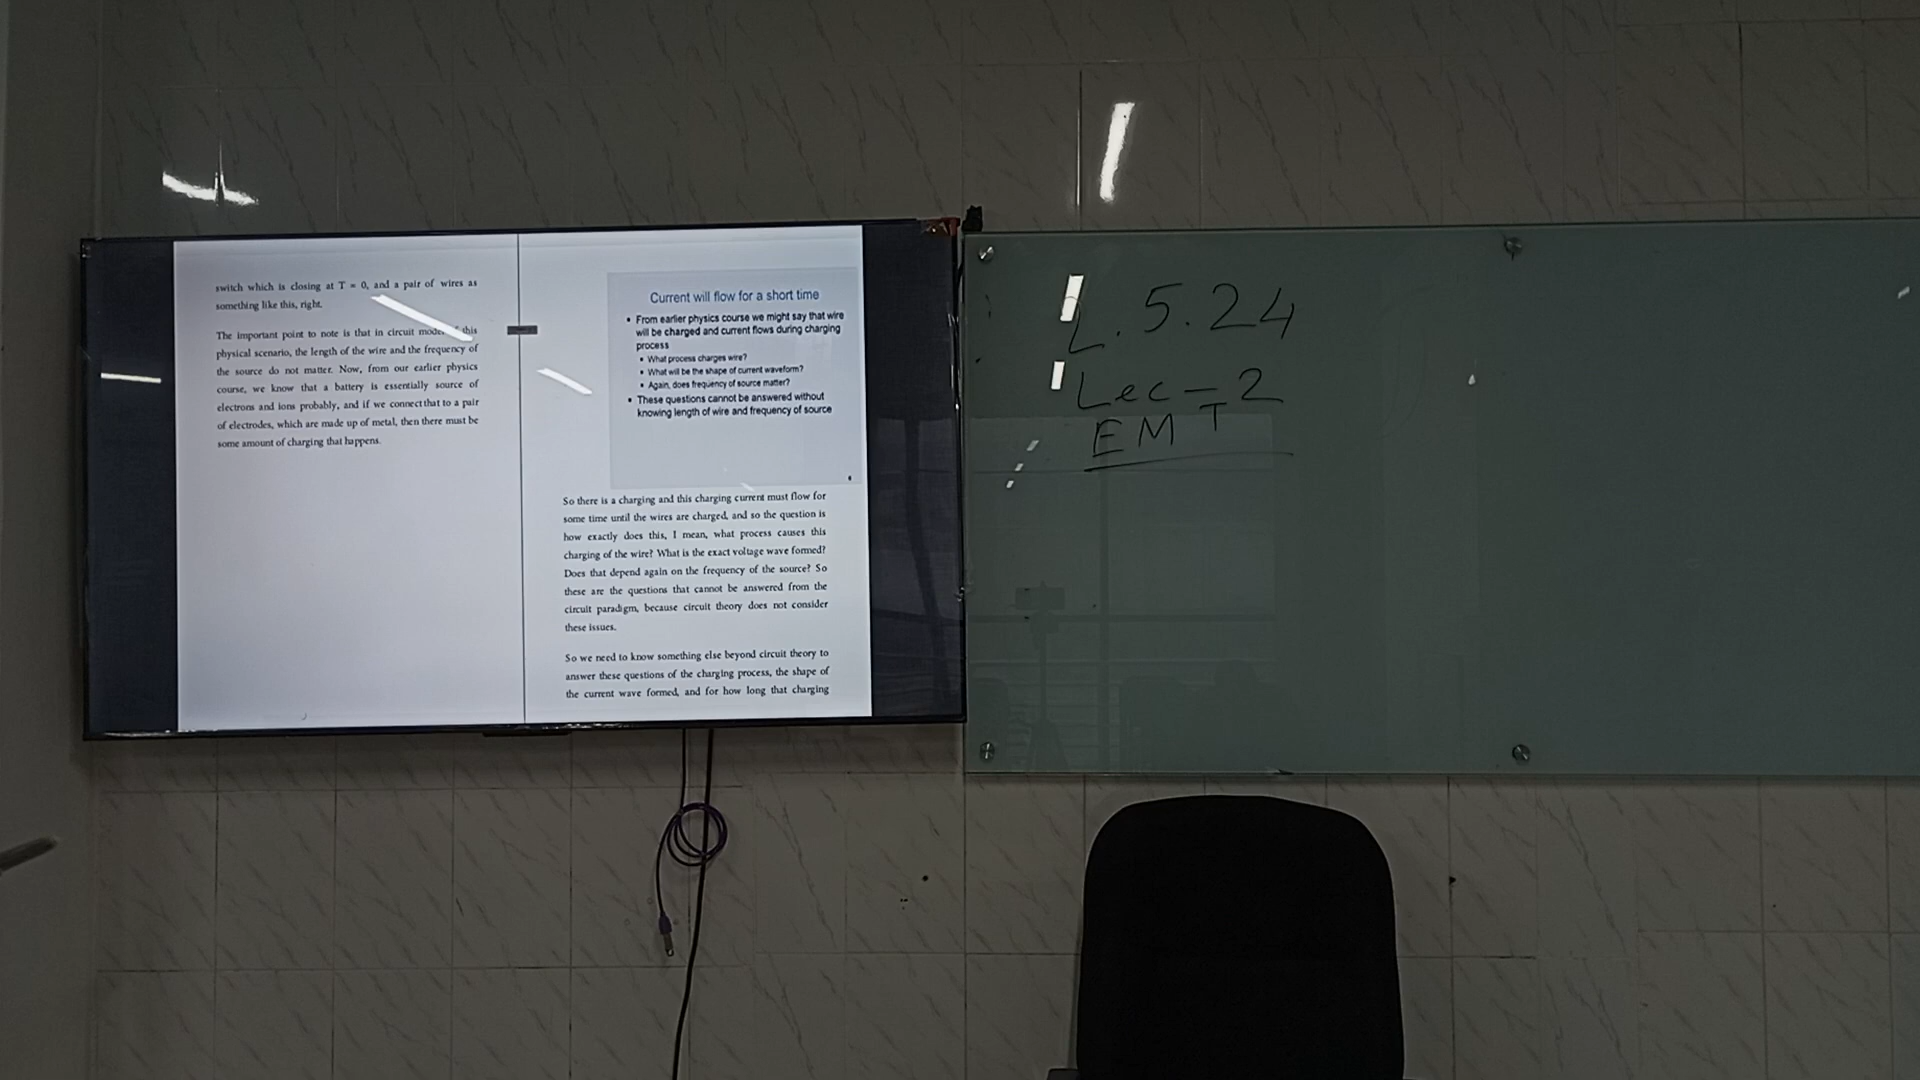 switch which is closing at T = 0, and a pair of wires as
something like this, right.
The important point to note is that in circuit this
physical scenario, the length of the wire and the frequency of
the source do not matter. Now, from our earlier physics
course, we know that a battery is essentially source of
electrons and ions probably, and if we connect that to a pair
of electrodes, which are made up of metal, then there must be
some amount of charging that happens.
Current will flow for a short time
• From earlier physics course we might say that wire
will be charged and current flows during charging
process
• What process charges wire?
• What will be the shape of current waveform?
• Again, does frequency of source matter?
• These questions cannot be answered without
knowing length of wire and frequency of source
So there is a charging and this charging current must flow for
some time until the wires are charged, and so the question is
how exactly does this, I mean, what process causes this
charging of the wire? What is the exact voltage wave formed?
Does that depend again on the frequency of the source? So
these are the questions that cannot be answered from the
circuit paradigm, because circuit theory does not consider
these issues.
So we need to know something else beyond circuit theory to
answer these questions of the charging process, the shape of
the current wave formed, and for how long that charging
.5.24
Lec-2
EMT